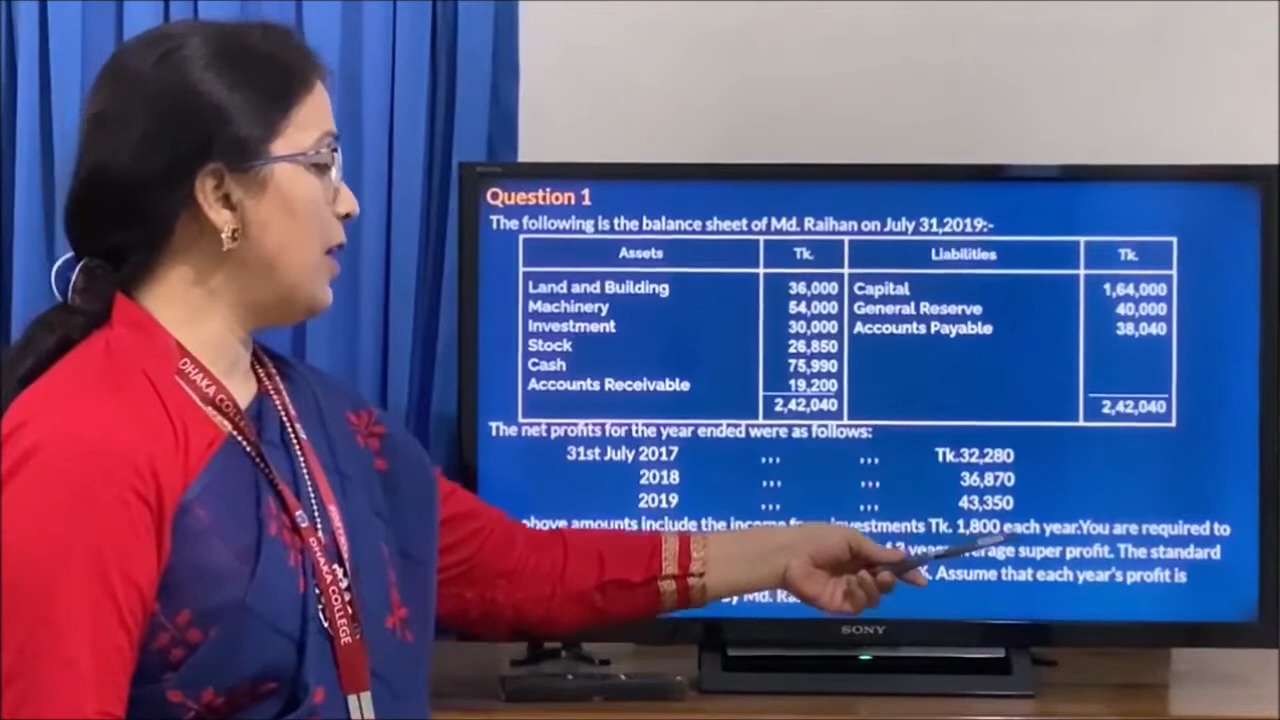 Question 1
The following is the balance sheet of Md. Raihan on July 31,2019:-
Assets Tk. Liabilities Tk.
Land and Building 36,000 Capital 1,64,000
Machinery 54,000 General Reserve 40,000
Investment 30,000 Accounts Payable 38,040
Stock 26,850
Cash 75,990
Accounts Receivable 19,200
2,42,040 2,42,040
The net profits for the year ended were as follows:
31st July 2017 ,,, ,,, Tk.32,280
2018 ,,, ,,, 36,870
2019 ,,, ,,, 43,350
above amounts include the income from investments Tk. 1,800 each year.You are required to
years average super profit. The standard
Assume that each year's profit is
by Md.
SONY
DHAKA COLLEGE
DHAKA COLLEGE